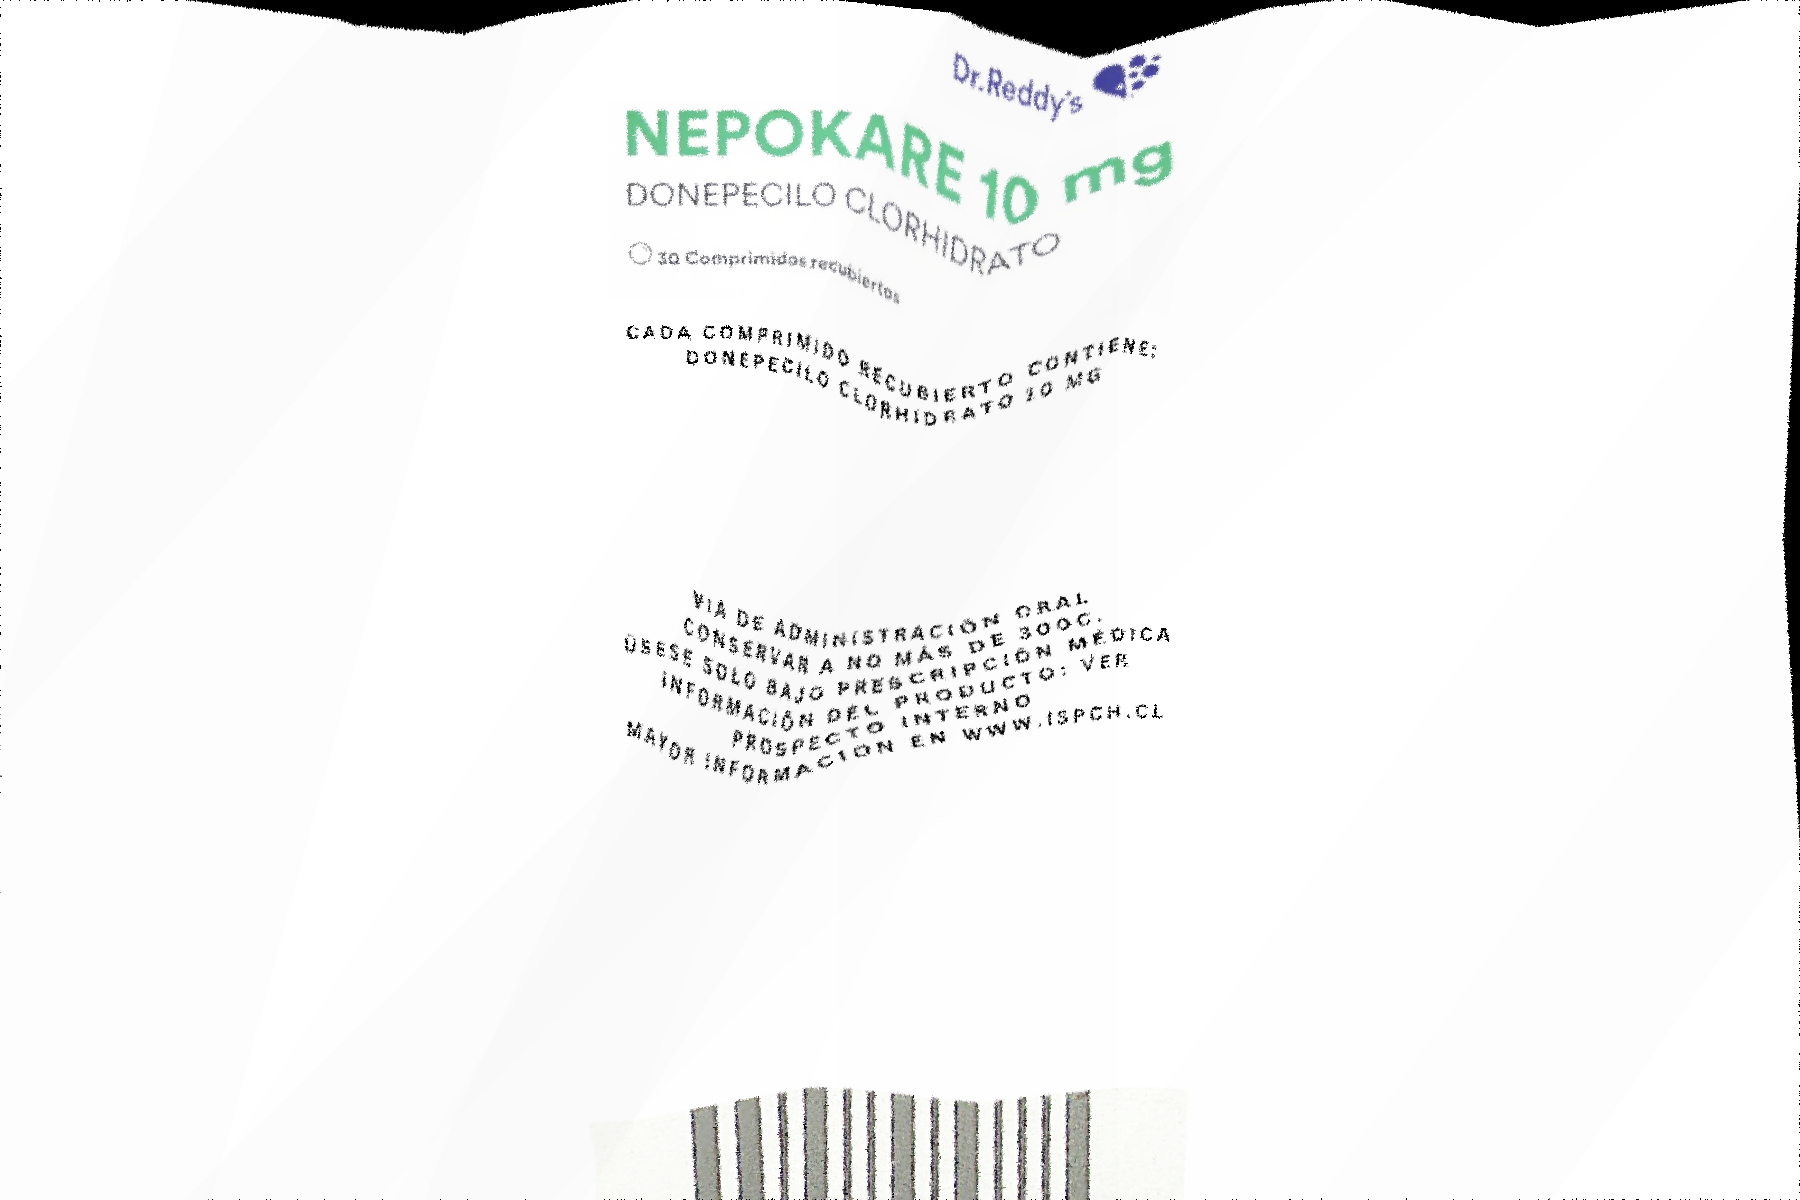 Dr.Reddy's
NEPOKARE 10 mg
DONEPECILO CLORHIDRATO
30 Comprimidos recubiertos
CADA COMPRIMIDO RECUBIERTO CONTIENE:
DONEPECILO CLORHIDRATO 10 MG
VIA DE ADMINISTRACIÓN ORAL
CONSERVAR A NO MÁS DE 30OC.
ÚSESE SOLO BAJO PRESCRIPCIÓN MÉDICA
INFORMACIÓN DEL PRODUCTO: VER
PROSPECTO INTERNO
MAYOR INFORMACION EN WWW.ISPCH.CL